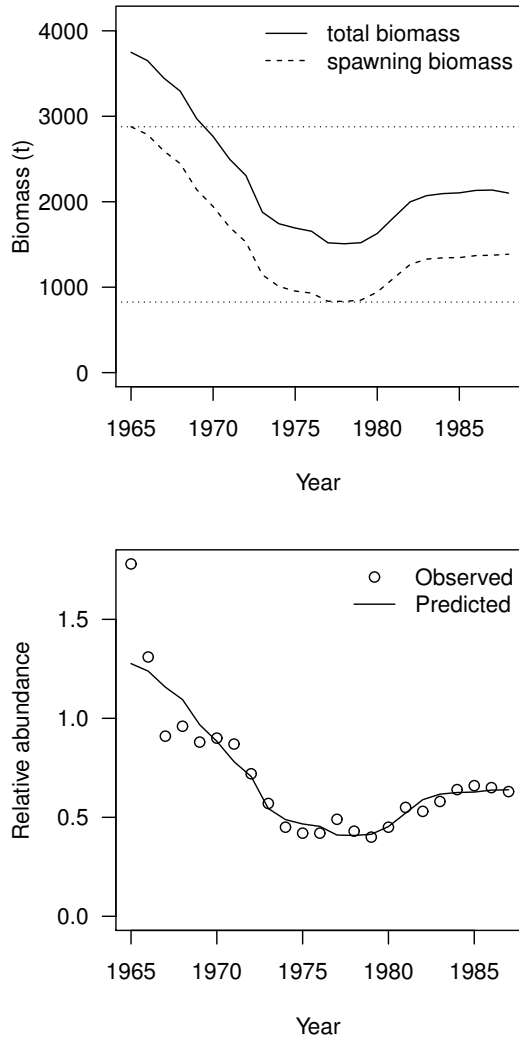 4000
3000
2000
1000
0
Biomass (t)
total biomass
spawning biomass
1965 1970 1975 1980 1985
Year
1.5
1.0
0.5
0.0
Relative abundance
Observed
Predicted
1965 1970 1975 1980 1985
Year